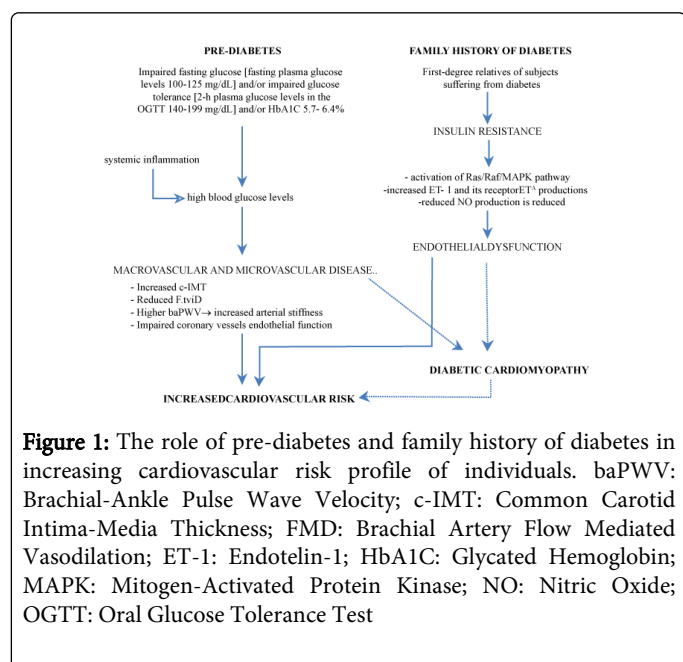 PRE-DIABETES
Impaired fasting glucose [fasting plasma glucose
levels 100-125 mg/dL] and/or impaired glucose
tolerance [2-h plasma glucose levels in the
OGTT 140-199 mg/dL] and/or HbA1C 5.7- 6.4%
systemic inflammation
high blood glucose levels
MACROVASCULAR AND MICROVASCULAR DISEASE..
- Increased c-IMT
- Reduced F.tviD
- Higher baPWV→ increased arterial stiffness
- Impaired coronary vessels endothelial function
FAMILY HISTORY OF DIABETES
First-degree relatives of subjects
suffering from diabetes
INSULIN RESISTANCE
- activation of Ras/Raf/MAPK pathway
-increased ET- 1 and its receptorETᴬ productions
-reduced NO production is reduced
ENDOTHELIALDYSFUNCTION
DIABETIC CARDIOMYOPATHY
INCREASEDCARDIOVASCULAR RISK
Figure 1: The role of pre-diabetes and family history of diabetes in
increasing cardiovascular risk profile of individuals. baPWV:
Brachial-Ankle Pulse Wave Velocity; c-IMT: Common Carotid
Intima-Media Thickness; FMD: Brachial Artery Flow Mediated
Vasodilation; ET-1: Endotelin-1; HbA1C: Glycated Hemoglobin;
MAPK: Mitogen-Activated Protein Kinase; NO: Nitric Oxide;
OGTT: Oral Glucose Tolerance Test